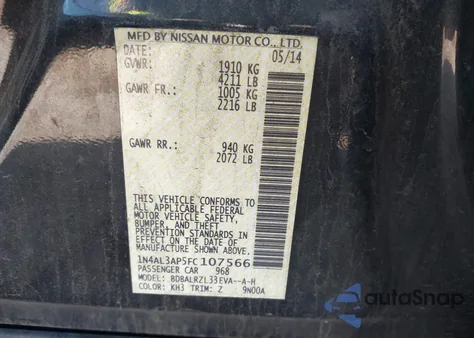 MFD BY NISSAN MOTOR CO., LTD.
DATE: 05/14
GVWR: 1910 KG
4211 LB
GAWR FR.: 1005 KG
2216 LB
GAWR RR.: 940 KG
2072 LB
THIS VEHICLE CONFORMS TO
ALL APPLICABLE FEDERAL
MOTOR VEHICLE SAFETY,
BUMPER, AND THEFT
PREVENTION STANDARDS IN
EFFECT ON THE DATE OF
MANUFACTURE SHOWN ABOVE.
1N4AL3AP5FC107566
PASSENGER CAR 968
MODEL: BDBALRZL33EVA--A-H
COLOR: KH3 TRIM: Z 9N00A
autoSnap